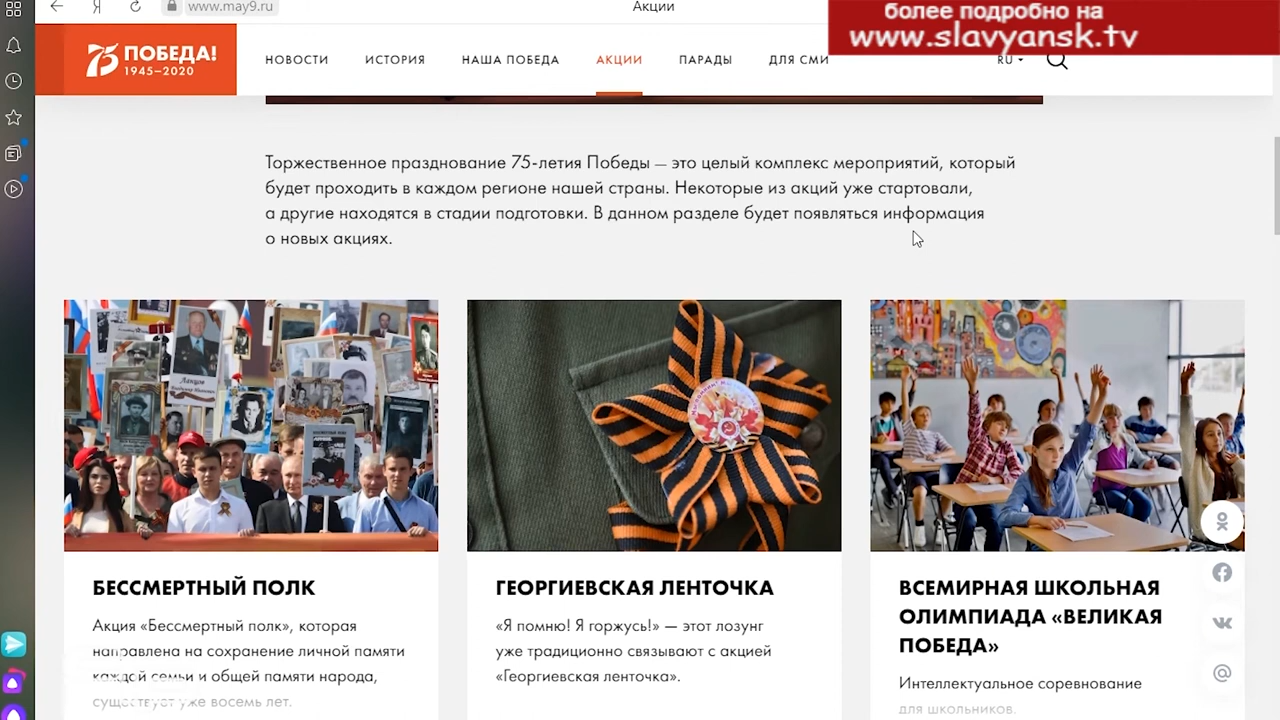 www.may9.ru
Акции
более подробно на
www.slavyansk.tv
75 ПОБЕДА!
1945–2020
НОВОСТИ
ИСТОРИЯ
НАША ПОБЕДА
АКЦИИ
ПАРАДЫ
ДЛЯ СМИ
RU
Торжественное празднование 75-летия Победы — это целый комплекс мероприятий, который
будет проходить в каждом регионе нашей страны. Некоторые из акций уже стартовали,
а другие находятся в стадии подготовки. В данном разделе будет появляться информация
о новых акциях.
Лакцов
БЕССМЕРТНЫЙ ПОЛК
Акция «Бессмертный полк», которая
направлена на сохранение личной памяти
каждой семьи и общей памяти народа,
существует уже восемь лет.
ГЕОРГИЕВСКАЯ ЛЕНТОЧКА
«Я помню! Я горжусь!» — этот лозунг
уже традиционно связывают с акцией
«Георгиевская ленточка».
ВСЕМИРНАЯ ШКОЛЬНАЯ
ОЛИМПИАДА «ВЕЛИКАЯ
ПОБЕДА»
Интеллектуальное соревнование
для школьников.